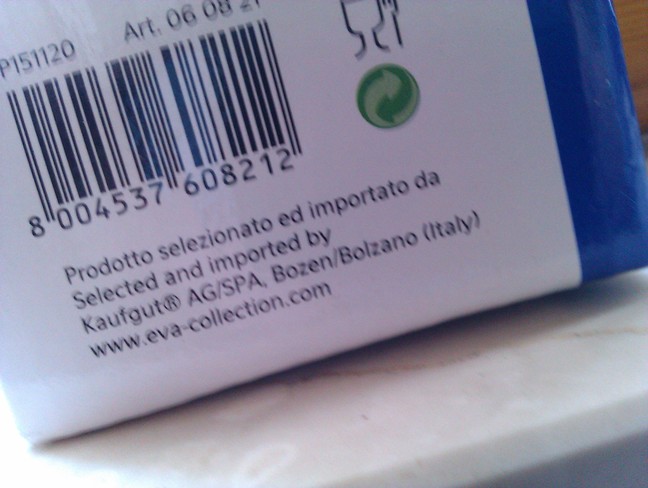 P151120
Art. 06 08 21
8 004537 608212
Prodotto selezionato ed importato da
Selected and imported by
Kaufgut® AG/SPA, Bozen/Bolzano (Italy)
www.eva-collection.com